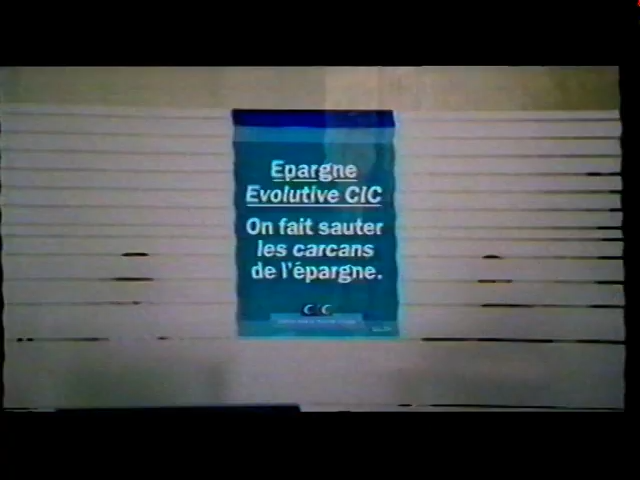 Epargne
Evolutive CIC
On fait sauter
les carcans
de l'épargne.
CIC